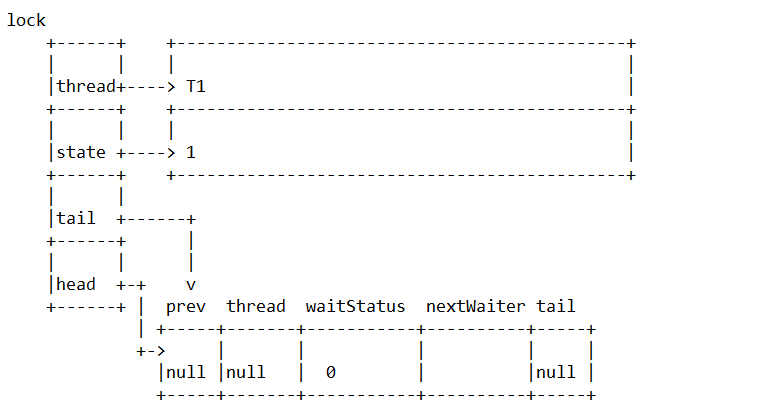 lock
thread T1
state 1
tail
head v
prev thread waitStatus nextWaiter tail
null null 0 null